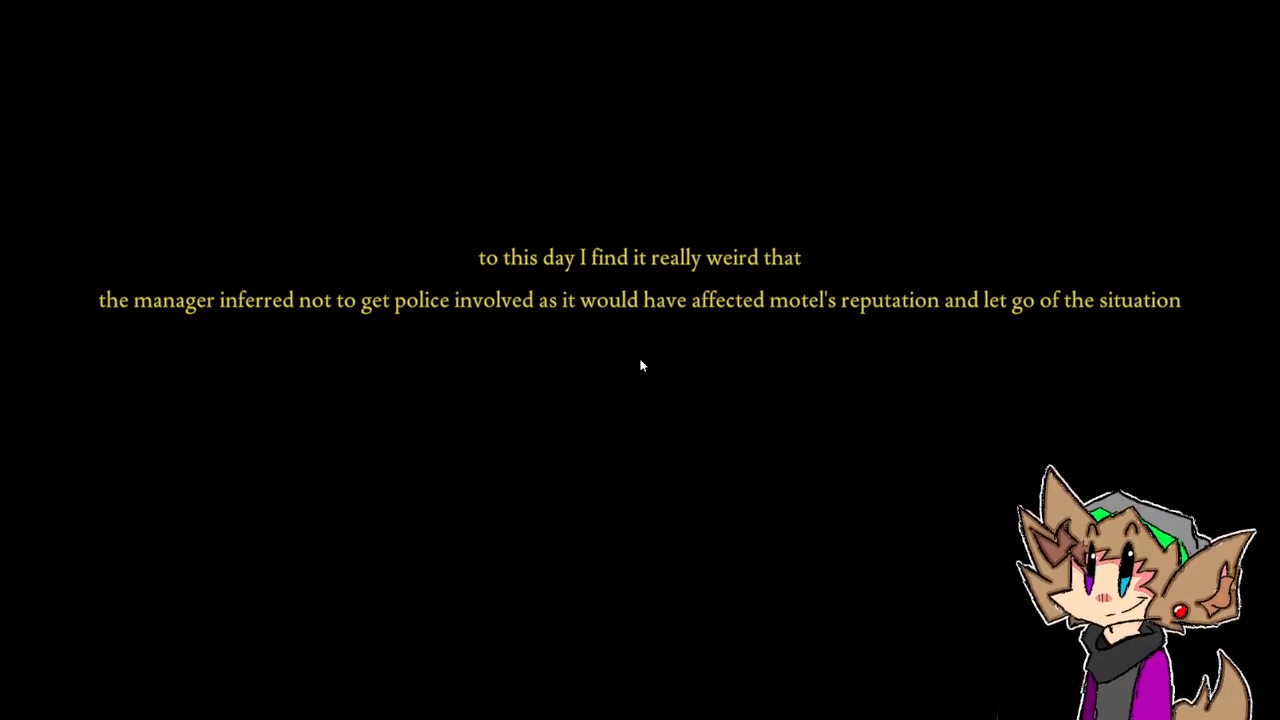 to this day I find it really weird that
the manager inferred not to get police involved as it would have affected motel's reputation and let go of the situation